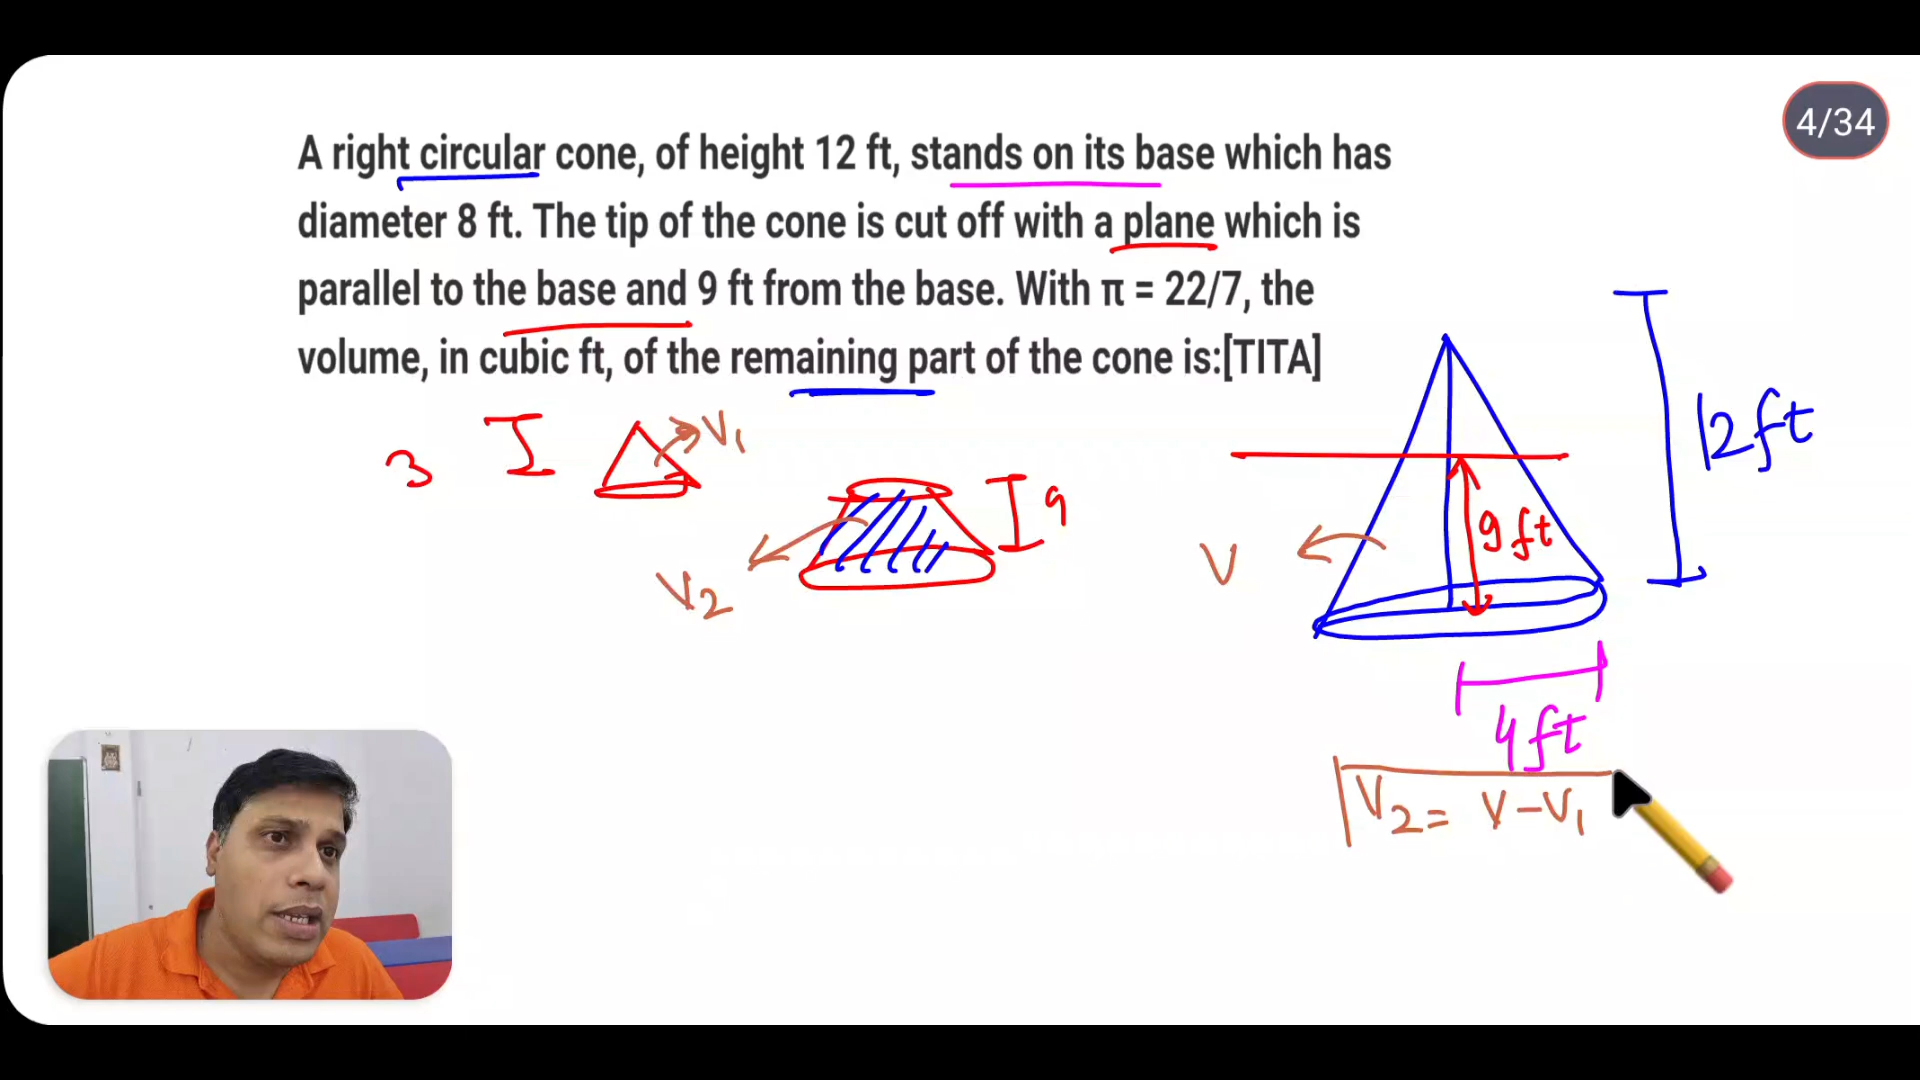 4/34
A right circular cone, of height 12 ft, stands on its base which has
diameter 8 ft. The tip of the cone is cut off with a plane which is
parallel to the base and 9 ft from the base. With π = 22/7, the
volume, in cubic ft, of the remaining part of the cone is:[TITA]
3
V₁
9
V₂
12ft
9 ft
V
4 ft
V₂ = V-V₁